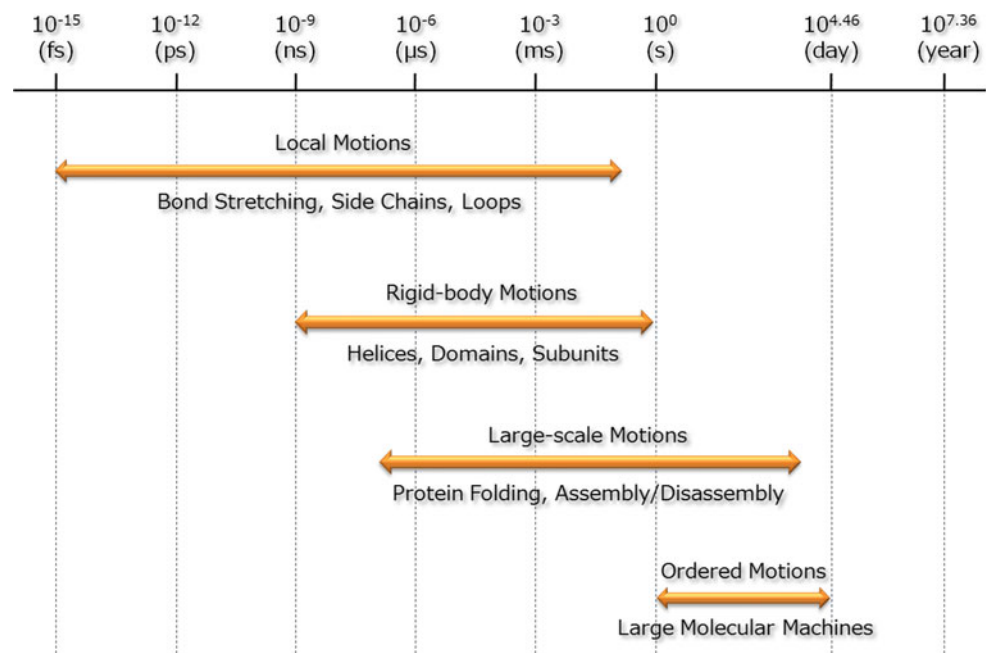 10⁻¹⁵ 10⁻¹² 10⁻⁹ 10⁻⁶ 10⁻³ 10⁰ 10⁴·⁴⁶ 10⁷·³⁶
(fs) (ps) (ns) (μs) (ms) (s) (day) (year)
Local Motions
Bond Stretching, Side Chains, Loops
Rigid-body Motions
Helices, Domains, Subunits
Large-scale Motions
Protein Folding, Assembly/Disassembly
Ordered Motions
Large Molecular Machines